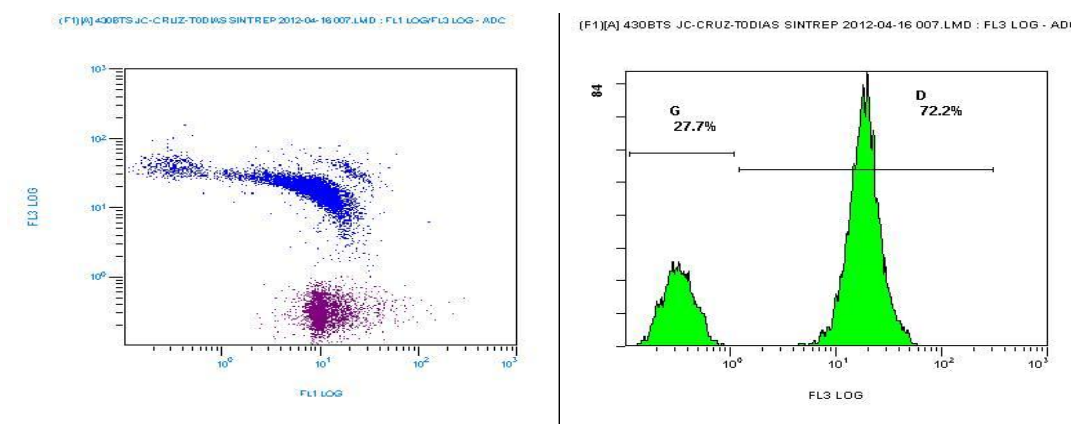 (F1)[A] 430BTS JC-CRUZ-T0DIAS SINTREP 2012-04-16 007.LMD : FL1 LOG/FL3 LOG - ADC
10³
10²
10¹
10⁰
FL3 LOG
10⁰ 10¹ 10² 10³
FL1 LOG
(F1)[A] 430BTS JC-CRUZ-T0DIAS SINTREP 2012-04-16 007.LMD : FL3 LOG - AD
84
G
27.7%
D
72.2%
10⁰ 10¹ 10² 10³
FL3 LOG